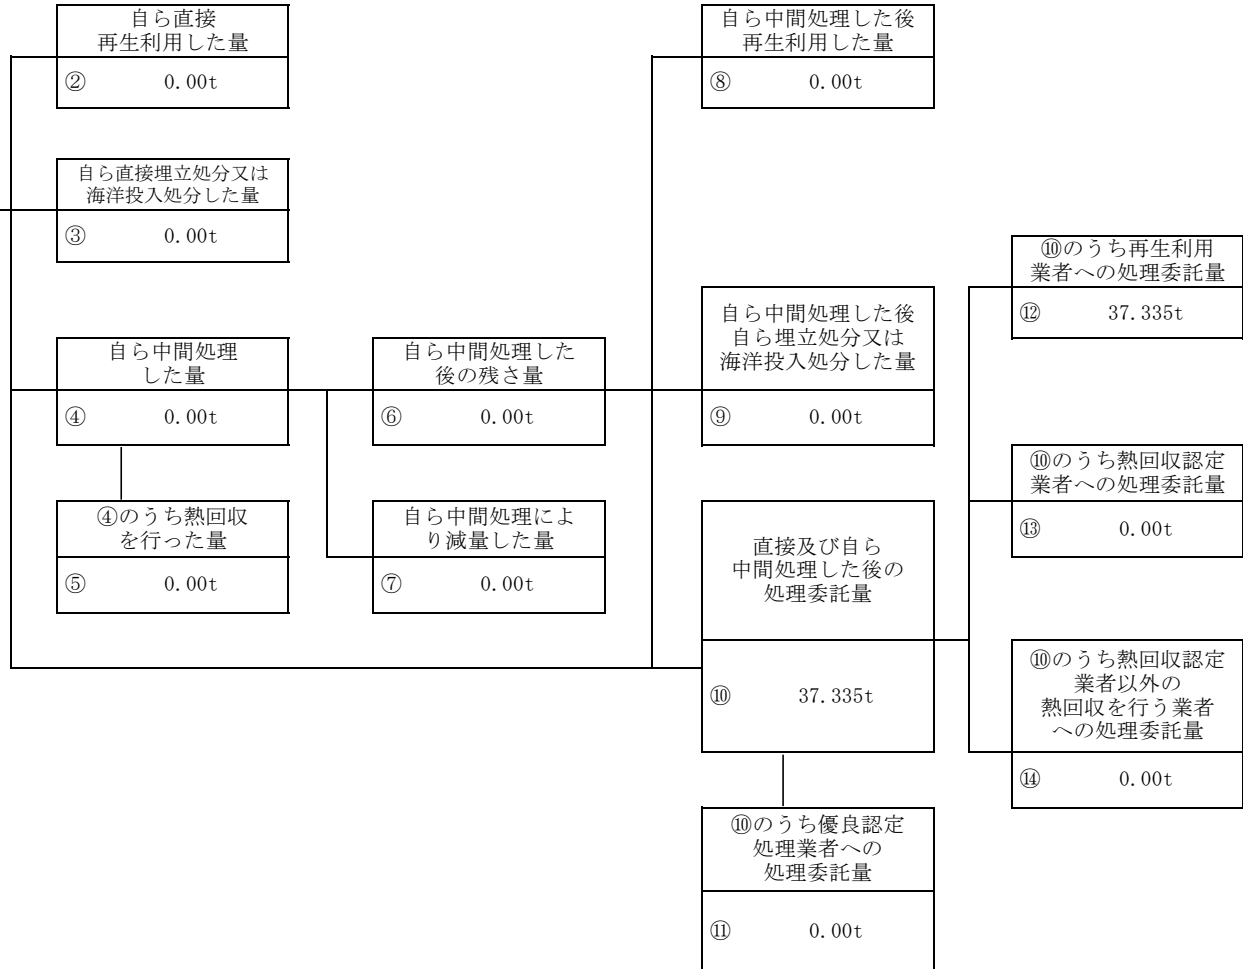 自ら直接
再生利用した量
② 0.00t
自ら直接埋立処分又は
海洋投入処分した量
③ 0.00t
自ら中間処理
した量
④ 0.00t
④のうち熱回収
を行った量
⑤ 0.00t
自ら中間処理した
後の残さ量
⑥ 0.00t
自ら中間処理によ
り減量した量
⑦ 0.00t
自ら中間処理した後
再生利用した量
⑧ 0.00t
自ら中間処理した後
自ら埋立処分又は
海洋投入処分した量
⑨ 0.00t
直接及び自ら
中間処理した後の
処理委託量
⑩ 37.335t
⑩のうち優良認定
処理業者への
処理委託量
⑪ 0.00t
⑩のうち再生利用
業者への処理委託量
⑫ 37.335t
⑩のうち熱回収認定
業者への処理委託量
⑬ 0.00t
⑩のうち熱回収認定
業者以外の
熱回収を行う業者
への処理委託量
⑭ 0.00t